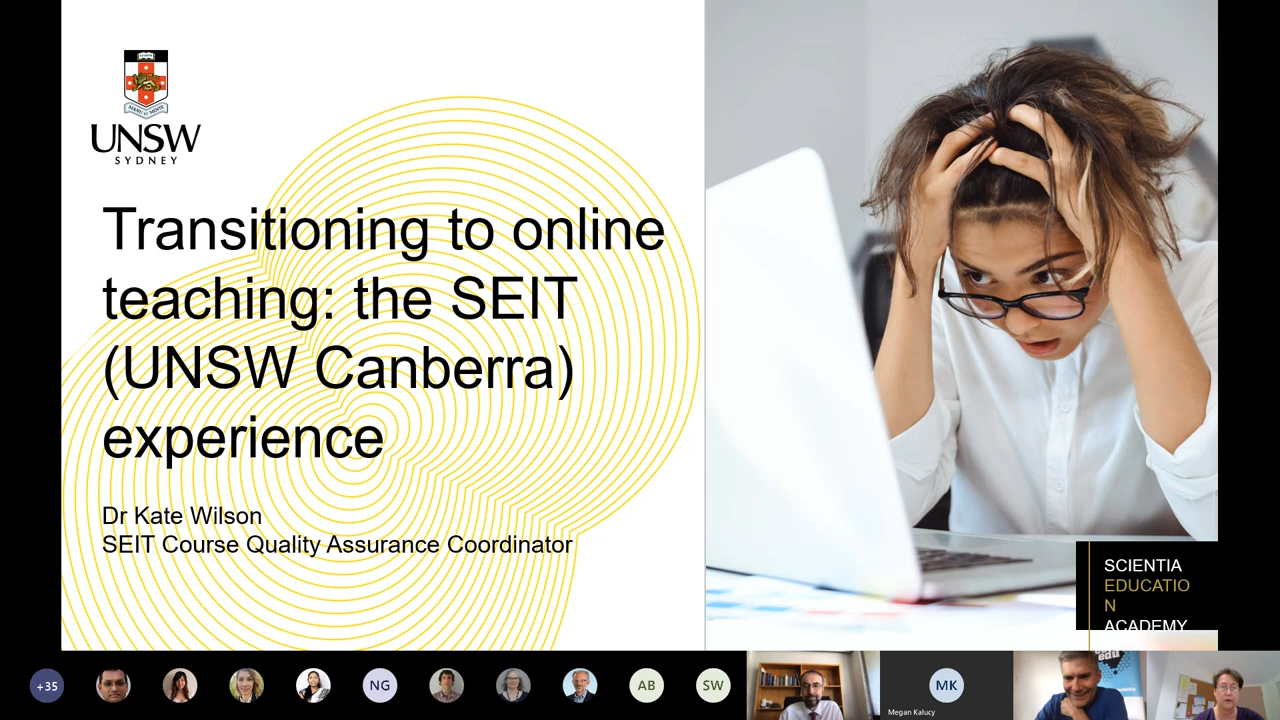 UNSW
SYDNEY
Transitioning to online
teaching: the SEIT
(UNSW Canberra)
experience
Dr Kate Wilson
SEIT Course Quality Assurance Coordinator
SCIENTIA
EDUCATIO
N
ACADEMY
+35
NG
AB
SW
MK
Megan Kalucy